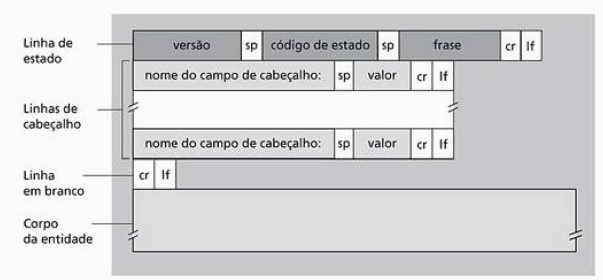 Linha de
estado
versão sp código de estado sp frase cr lf
nome do campo de cabeçalho: sp valor cr lf
Linhas de
cabeçalho
nome do campo de cabeçalho: sp valor cr lf
Linha
em branco
cr lf
Corpo
da entidade